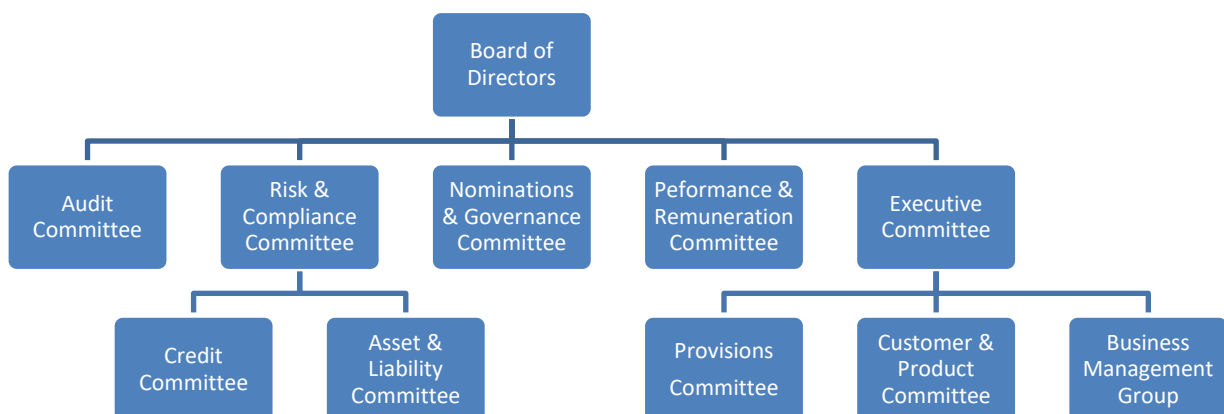 Board of
Directors
Audit
Committee
Risk &
Compliance
Committee
Nominations
& Governance
Committee
Peformance &
Remuneration
Committee
Executive
Committee
Credit
Committee
Asset &
Liability
Committee
Provisions
Committee
Customer &
Product
Committee
Business
Management
Group